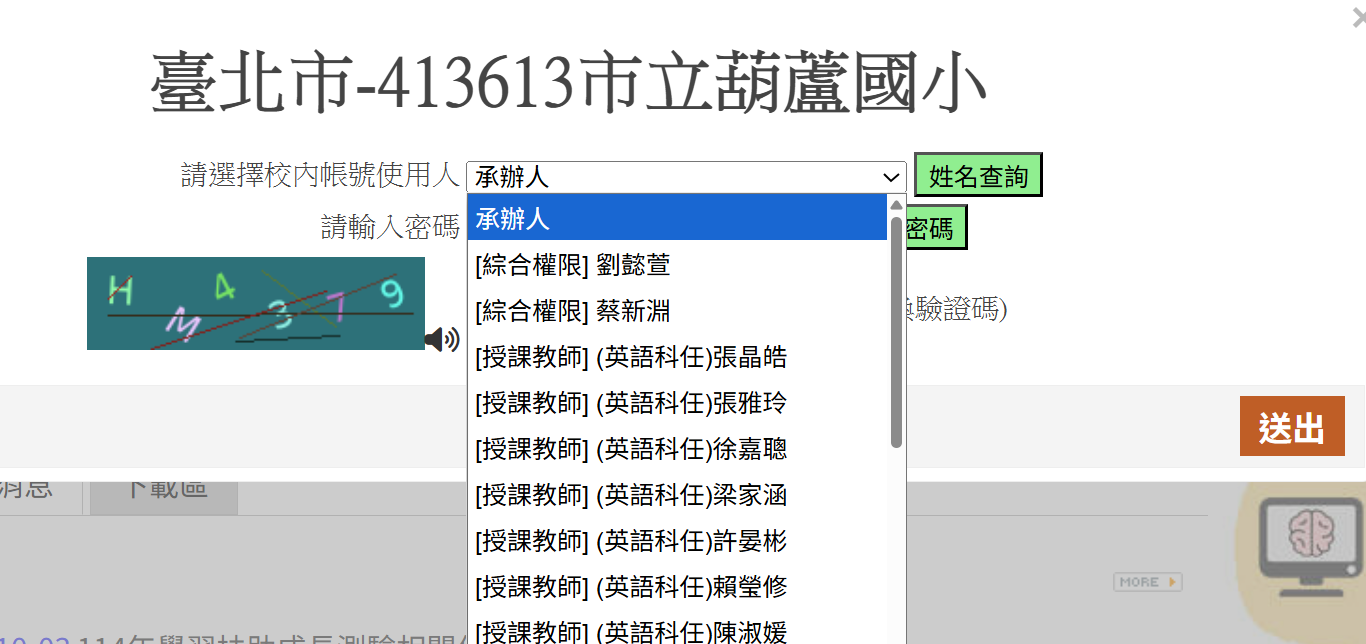 臺北市-413613市立葫蘆國小
請選擇校內帳號使用人 承辦人 姓名查詢
請輸入密碼 密碼
承辦人
[綜合權限] 劉懿萱
[綜合權限] 蔡新淵
驗證碼)
[授課教師] (英語科任)張晶皓
[授課教師] (英語科任)張雅玲
送出
[授課教師] (英語科任)徐嘉聰
消息 下載區
[授課教師] (英語科任)梁家涵
[授課教師] (英語科任)許晏彬
[授課教師] (英語科任)賴瑩修
MORE
[授課教師] (英語科任)陳淑媛
10-03 114年學習扶助成長測驗相關